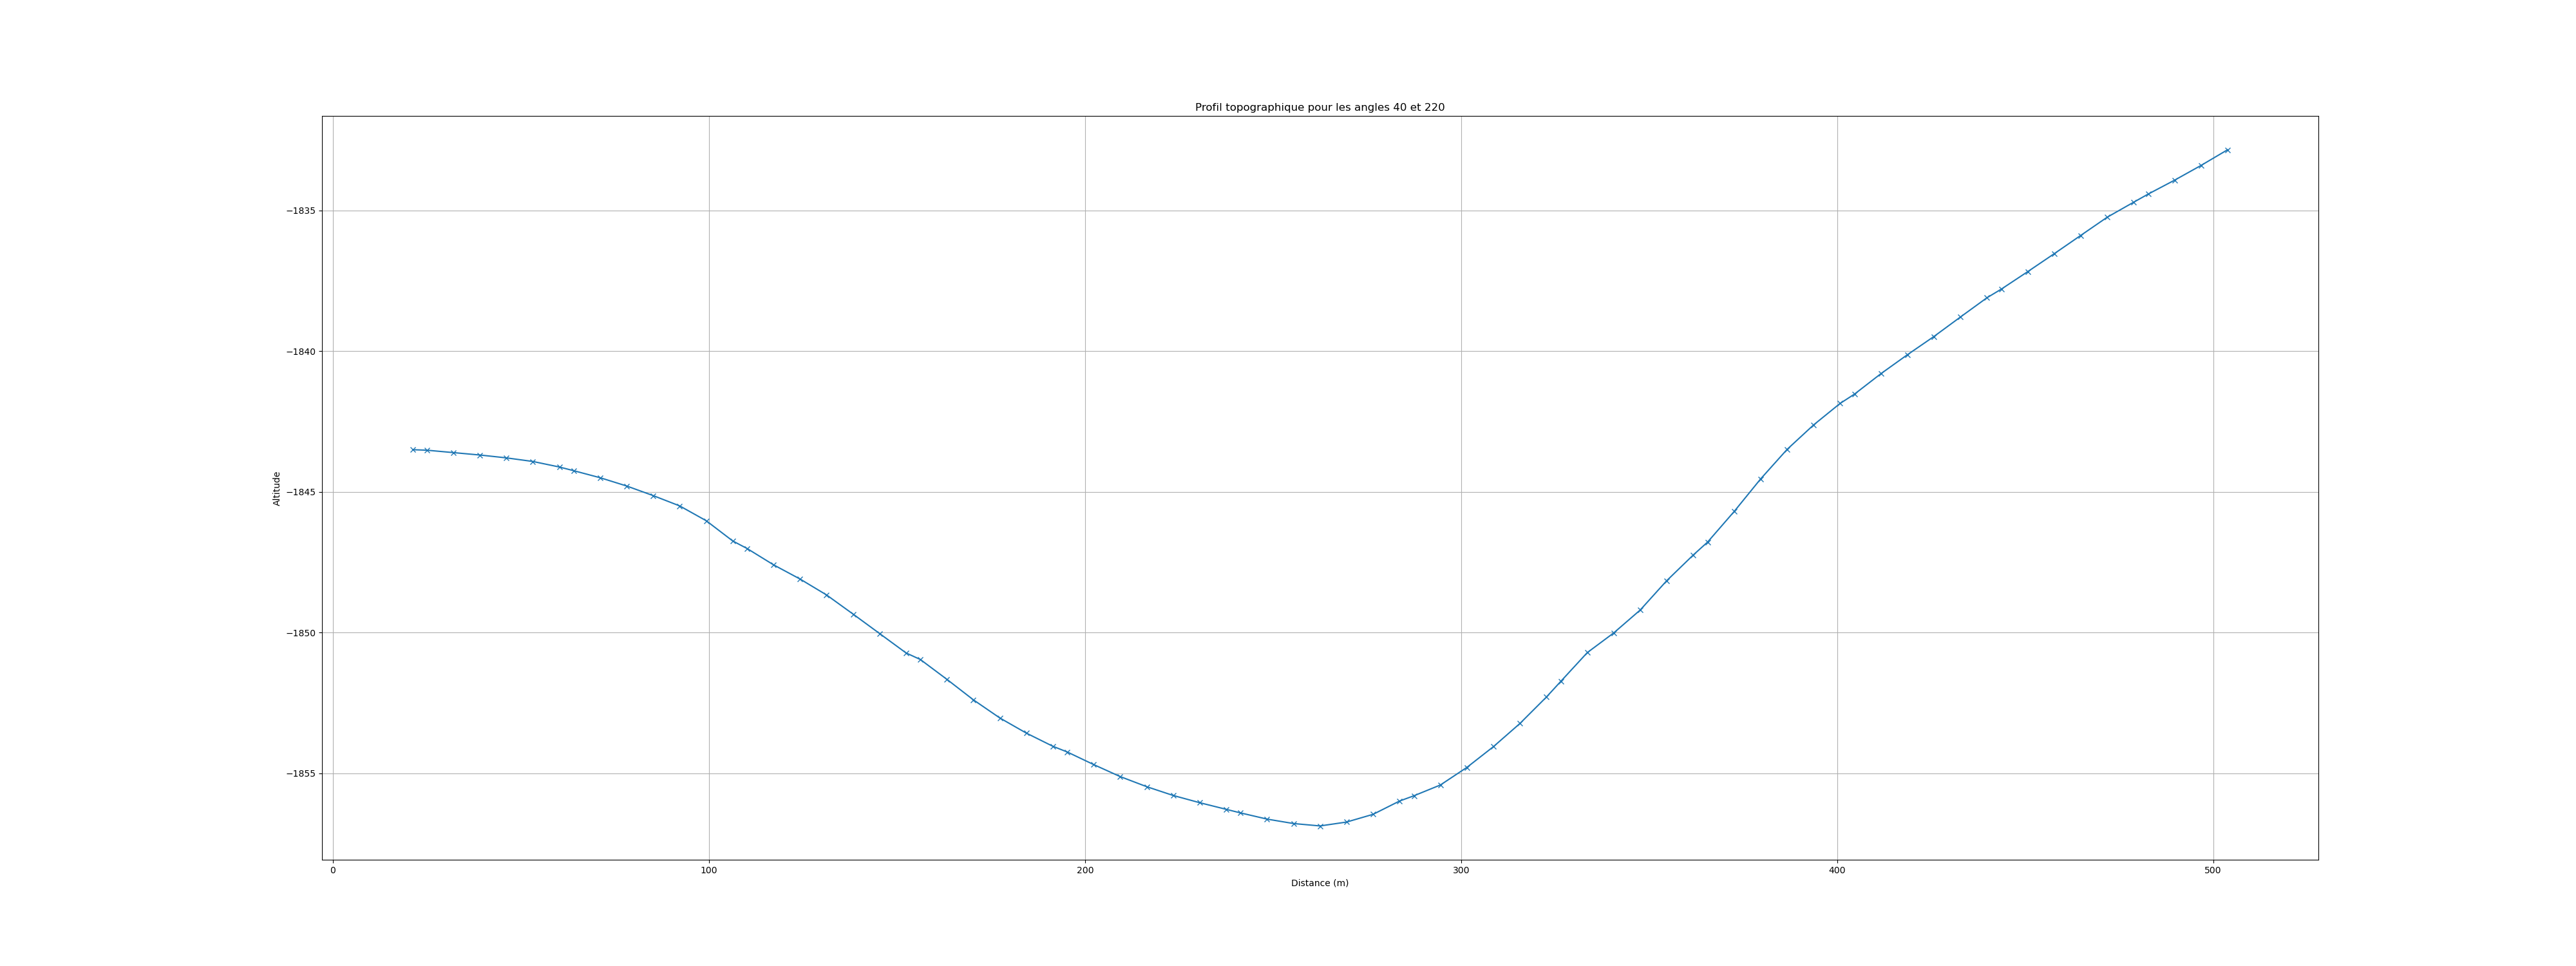 Profil topographique pour les angles 40 et 220
Altitude
−1835
−1840
−1845
−1850
−1855
0 100 200 300 400 500
Distance (m)